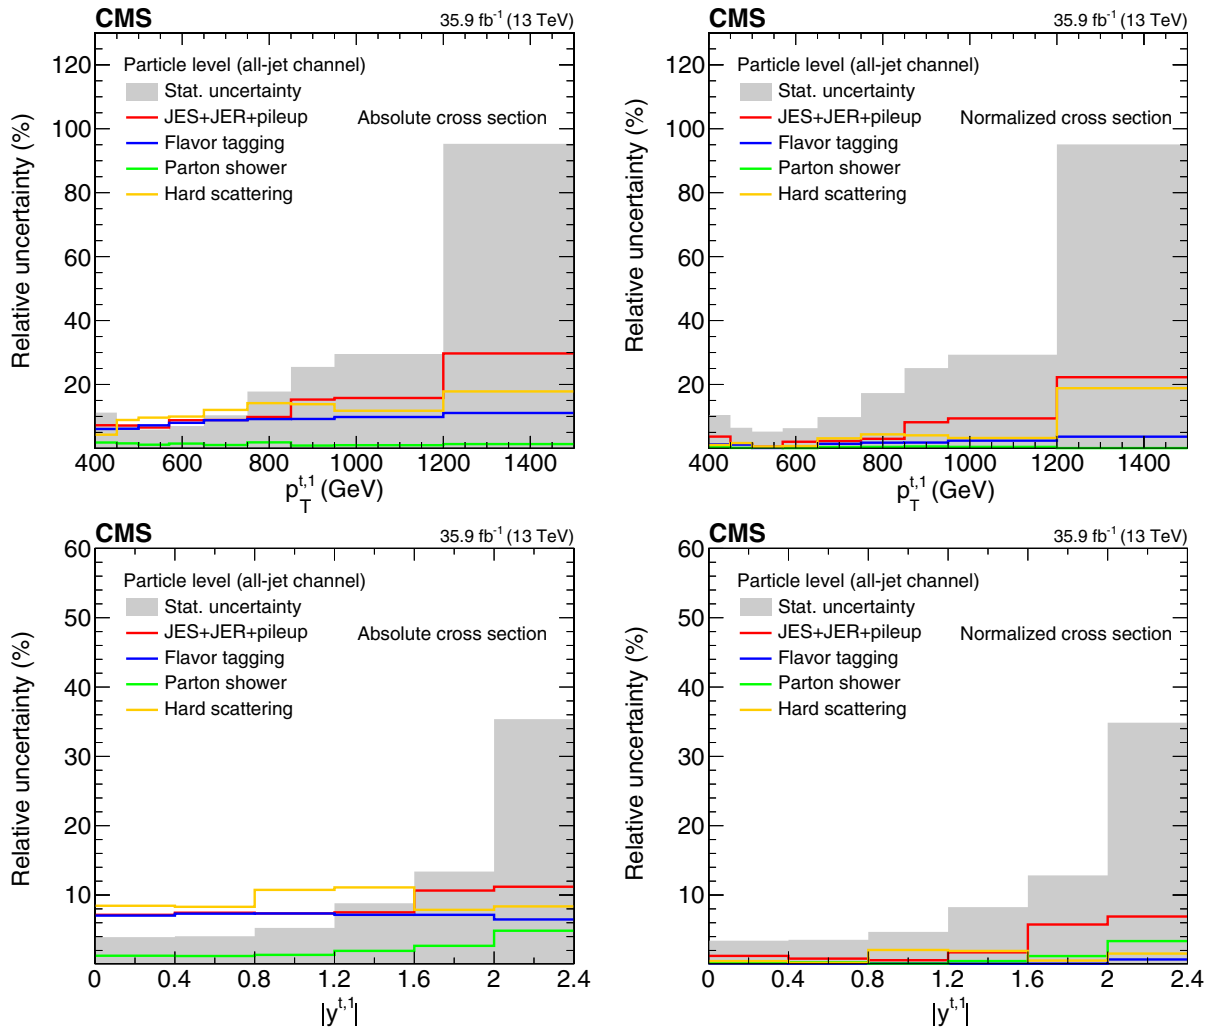 CMS
35.9 fb⁻¹ (13 TeV)
Particle level (all-jet channel)
Stat. uncertainty
JES+JER+pileup
Absolute cross section
Flavor tagging
Parton shower
Hard scattering
Relative uncertainty (%)
120
100
80
60
40
20
400 600 800 1000 1200 1400
p_T^{t,1} (GeV)
CMS
35.9 fb⁻¹ (13 TeV)
Particle level (all-jet channel)
Stat. uncertainty
JES+JER+pileup
Normalized cross section
Flavor tagging
Parton shower
Hard scattering
Relative uncertainty (%)
120
100
80
60
40
20
400 600 800 1000 1200 1400
p_T^{t,1} (GeV)
CMS
35.9 fb⁻¹ (13 TeV)
Particle level (all-jet channel)
Stat. uncertainty
JES+JER+pileup
Absolute cross section
Flavor tagging
Parton shower
Hard scattering
Relative uncertainty (%)
60
50
40
30
20
10
0 0.4 0.8 1.2 1.6 2 2.4
|y^{t,1}|
CMS
35.9 fb⁻¹ (13 TeV)
Particle level (all-jet channel)
Stat. uncertainty
JES+JER+pileup
Normalized cross section
Flavor tagging
Parton shower
Hard scattering
Relative uncertainty (%)
60
50
40
30
20
10
0 0.4 0.8 1.2 1.6 2 2.4
|y^{t,1}|